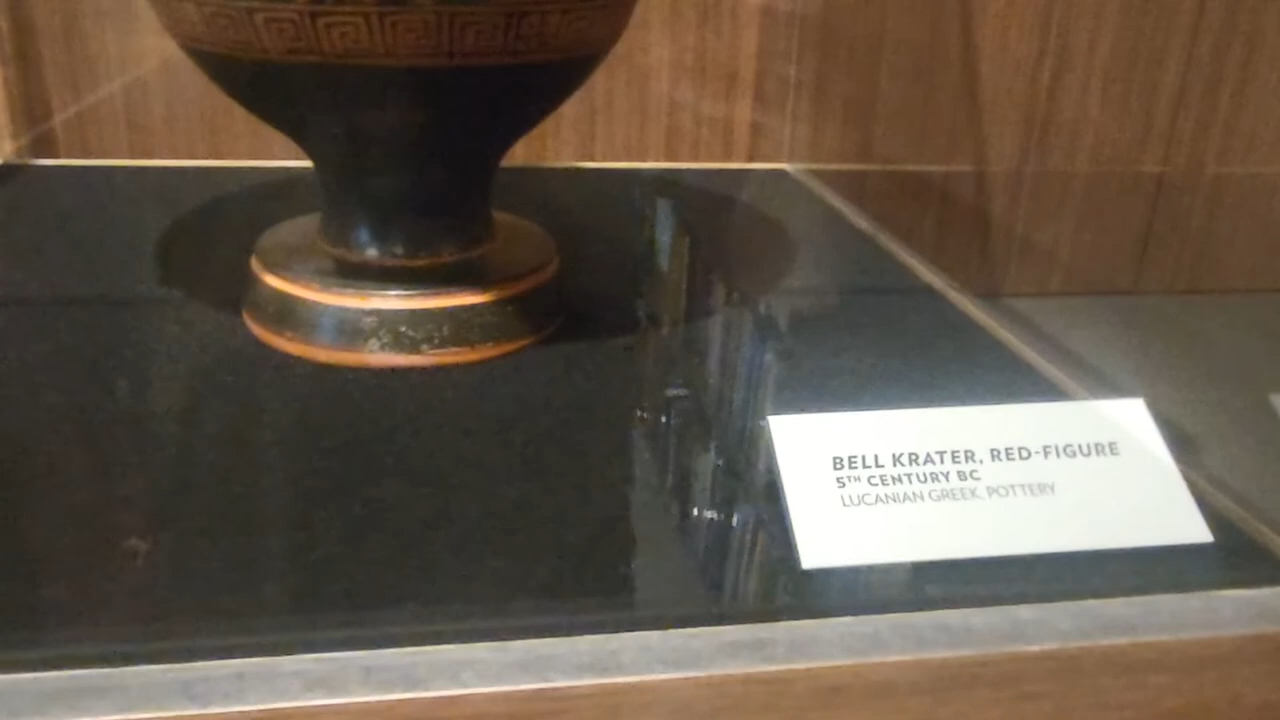 BELL KRATER, RED-FIGURE
5TH CENTURY BC
LUCANIAN GREEK, POTTERY